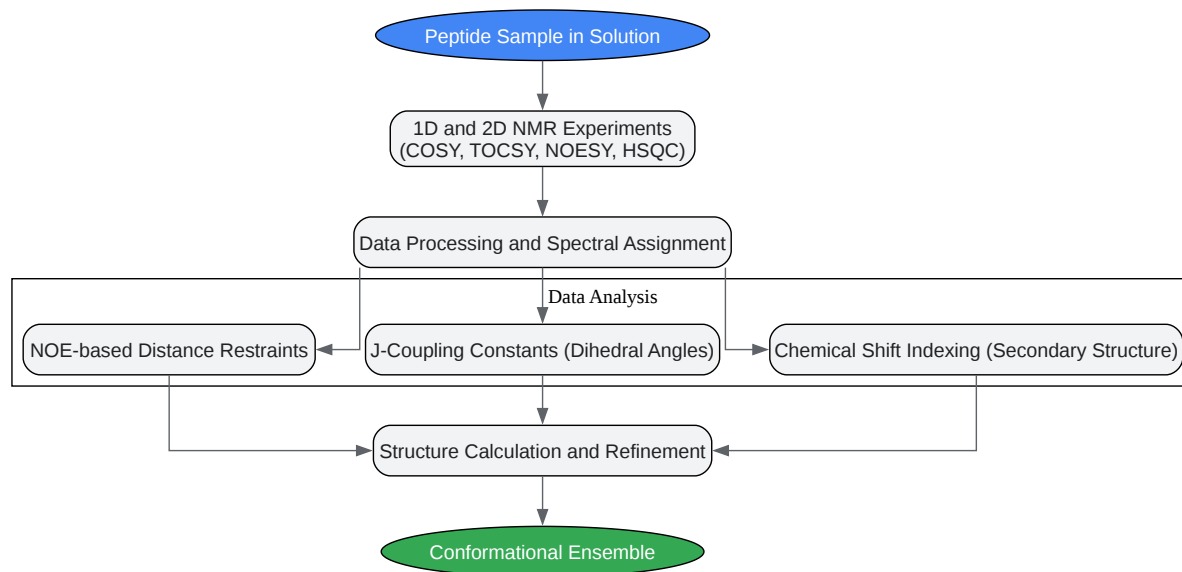 Peptide Sample in Solution
1D and 2D NMR Experiments
(COSY, TOCSY, NOESY, HSQC)
Data Processing and Spectral Assignment
Data Analysis
NOE-based Distance Restraints
J-Coupling Constants (Dihedral Angles)
Chemical Shift Indexing (Secondary Structure)
Structure Calculation and Refinement
Conformational Ensemble